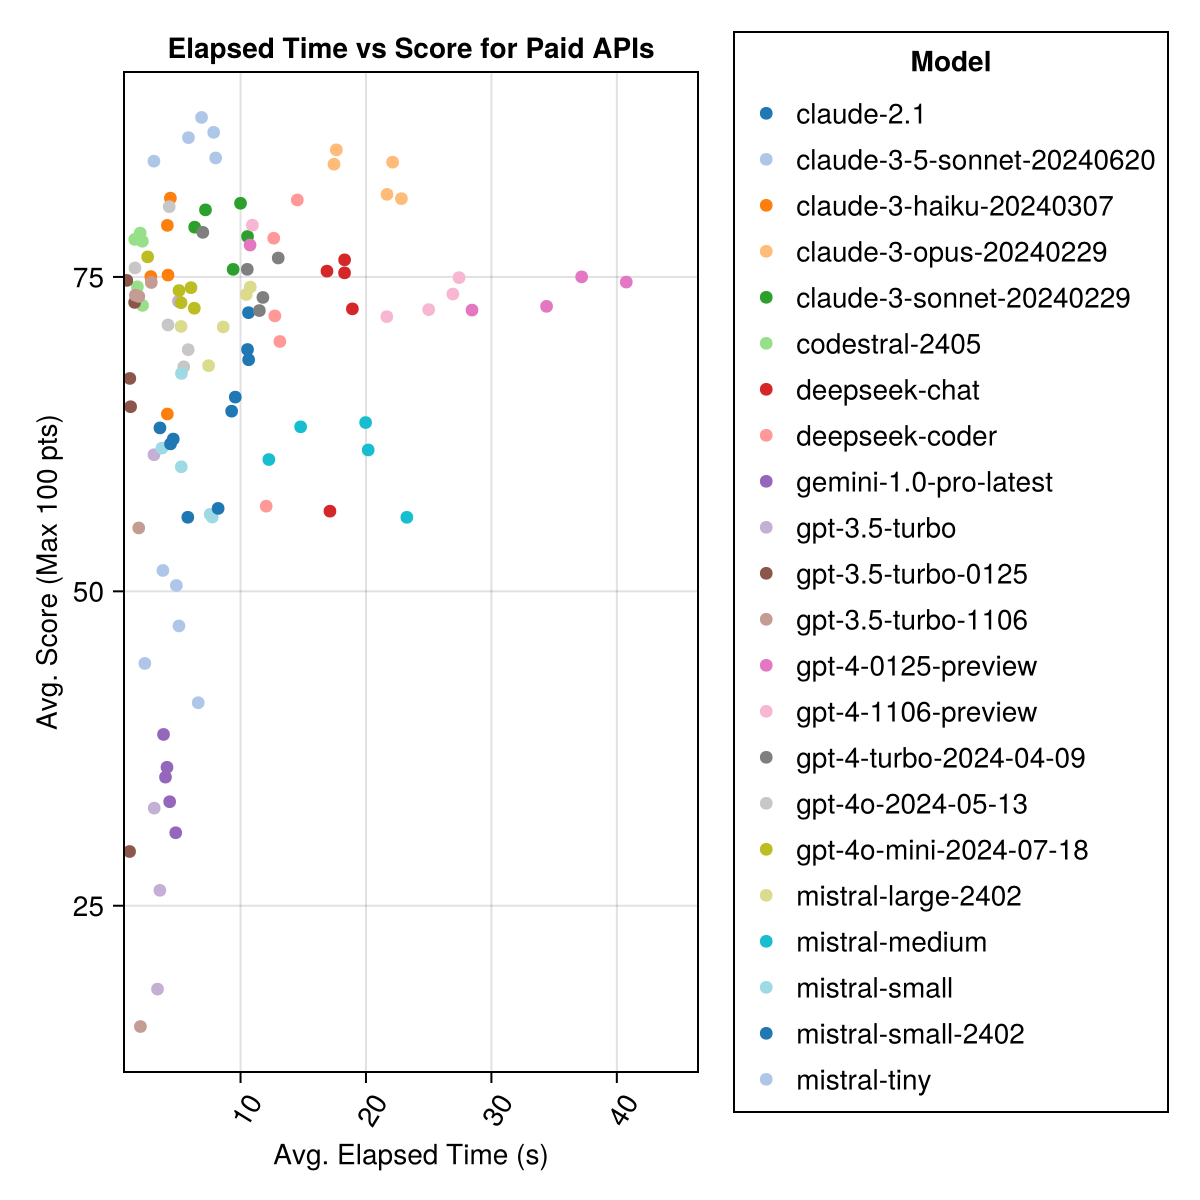 Elapsed Time vs Score for Paid APIs
Avg. Score (Max 100 pts)
75
50
25
10
20
30
40
Avg. Elapsed Time (s)
Model
claude-2.1
claude-3-5-sonnet-20240620
claude-3-haiku-20240307
claude-3-opus-20240229
claude-3-sonnet-20240229
codestral-2405
deepseek-chat
deepseek-coder
gemini-1.0-pro-latest
gpt-3.5-turbo
gpt-3.5-turbo-0125
gpt-3.5-turbo-1106
gpt-4-0125-preview
gpt-4-1106-preview
gpt-4-turbo-2024-04-09
gpt-4o-2024-05-13
gpt-4o-mini-2024-07-18
mistral-large-2402
mistral-medium
mistral-small
mistral-small-2402
mistral-tiny